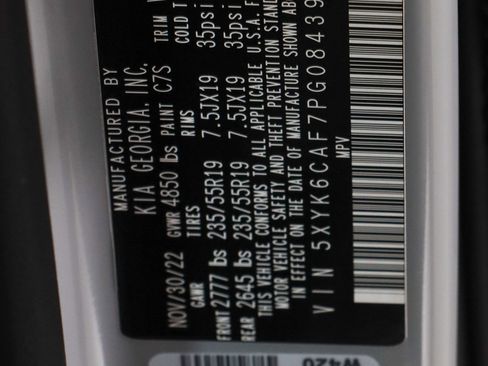 MANUFACTURED BY
KIA GEORGIA, INC.
NOV/30/22 GVWR 4850 lbs PAINT C7S TRIM
GAWR TIRES RIMS COLD
FRONT 2777 lbs 235/55R19 7.5JX19 35psi
REAR 2645 lbs 235/55R19 7.5JX19 35psi
THIS VEHICLE CONFORMS TO ALL APPLICABLE U.S.A. F
MOTOR VEHICLE SAFETY AND THEFT PREVENTION STAND
IN EFFECT ON THE DATE OF MANUFACTURE SHOWN ABO
VIN 5XYK6CAF7PG08439
MPV
W420